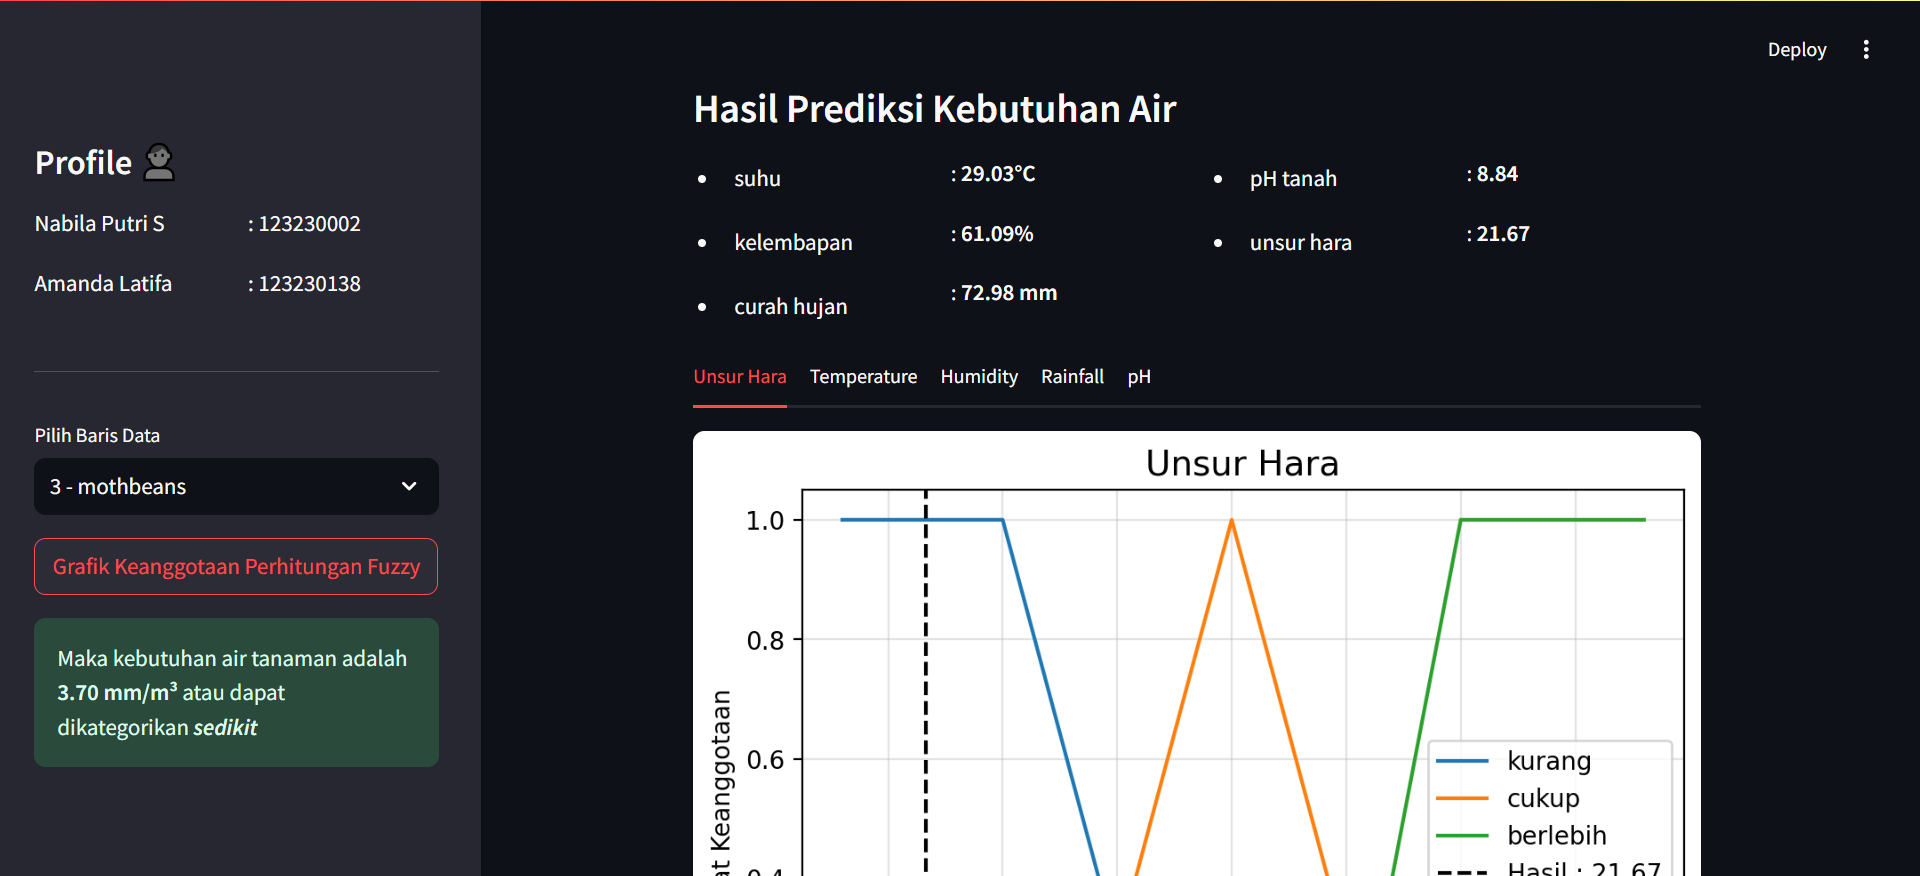 Deploy
Profile
Nabila Putri S : 123230002
Amanda Latifa : 123230138
Pilih Baris Data
3 - mothbeans
Grafik Keanggotaan Perhitungan Fuzzy
Maka kebutuhan air tanaman adalah
3.70 mm/m³ atau dapat
dikategorikan sedikit
Hasil Prediksi Kebutuhan Air
suhu : 29.03°C
kelembapan : 61.09%
curah hujan : 72.98 mm
pH tanah : 8.84
unsur hara : 21.67
Unsur Hara Temperature Humidity Rainfall pH
Unsur Hara
1.0
0.8
0.6
0.4
Keanggotaan
kurang
cukup
berlebih
Hasil : 21.67